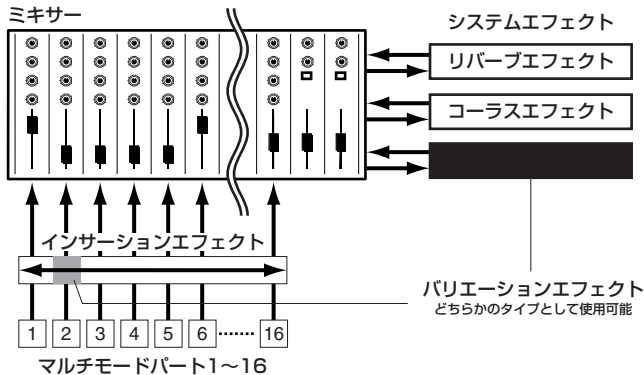 ミキサー
システムエフェクト
リバーブエフェクト
コーラスエフェクト
インサーションエフェクト
バリエーションエフェクト
どちらかのタイプとして使用可能
1 2 3 4 5 6 ······· 16
マルチモードパート1〜16